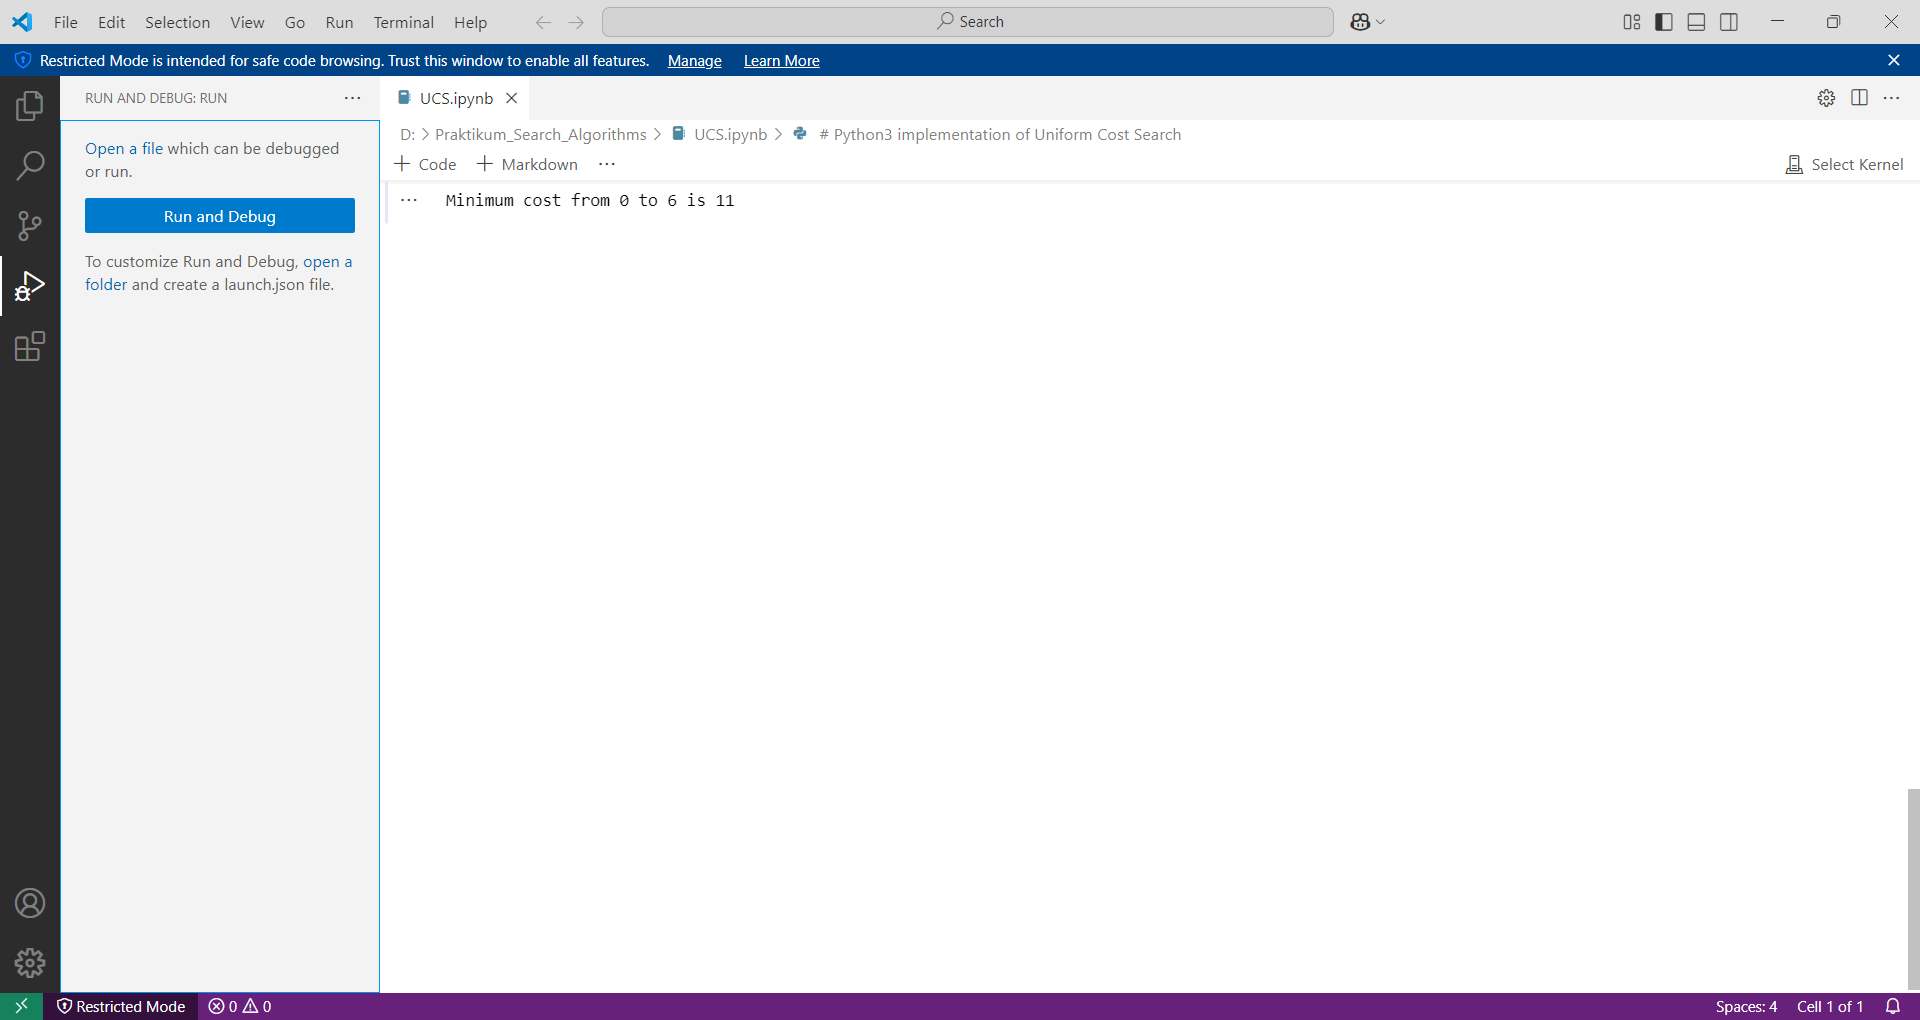 File Edit Selection View Go Run Terminal Help
Search
Restricted Mode is intended for safe code browsing. Trust this window to enable all features. Manage Learn More
RUN AND DEBUG: RUN
Open a file which can be debugged
or run.
Run and Debug
To customize Run and Debug, open a
folder and create a launch.json file.
UCS.ipynb
D: > Praktikum_Search_Algorithms > UCS.ipynb > # Python3 implementation of Uniform Cost Search
+ Code + Markdown ...
Select Kernel
... Minimum cost from 0 to 6 is 11
Restricted Mode 0 0
Spaces: 4 Cell 1 of 1